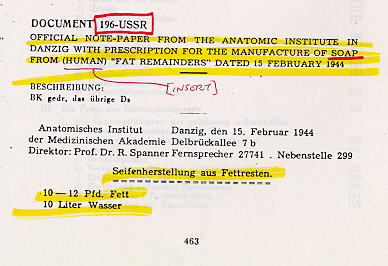 DOCUMENT 196-USSR
OFFICIAL NOTE-PAPER FROM THE ANATOMIC INSTITUTE IN
DANZIG WITH PRESCRIPTION FOR THE MANUFACTURE OF SOAP
FROM (HUMAN) "FAT REMAINDERS" DATED 15 FEBRUARY 1944
[INSERT]
BESCHREIBUNG:
BK gedr, das übrige Ds
Anatomisches Institut Danzig, den 15. Februar 1944
der Medizinischen Akademie Delbrückallee 7 b
Direktor: Prof. Dr. R. Spanner Fernsprecher 27741 . Nebenstelle 299
Seifenherstellung aus Fettresten.
10 — 12 Pfd. Fett
10 Liter Wasser
463